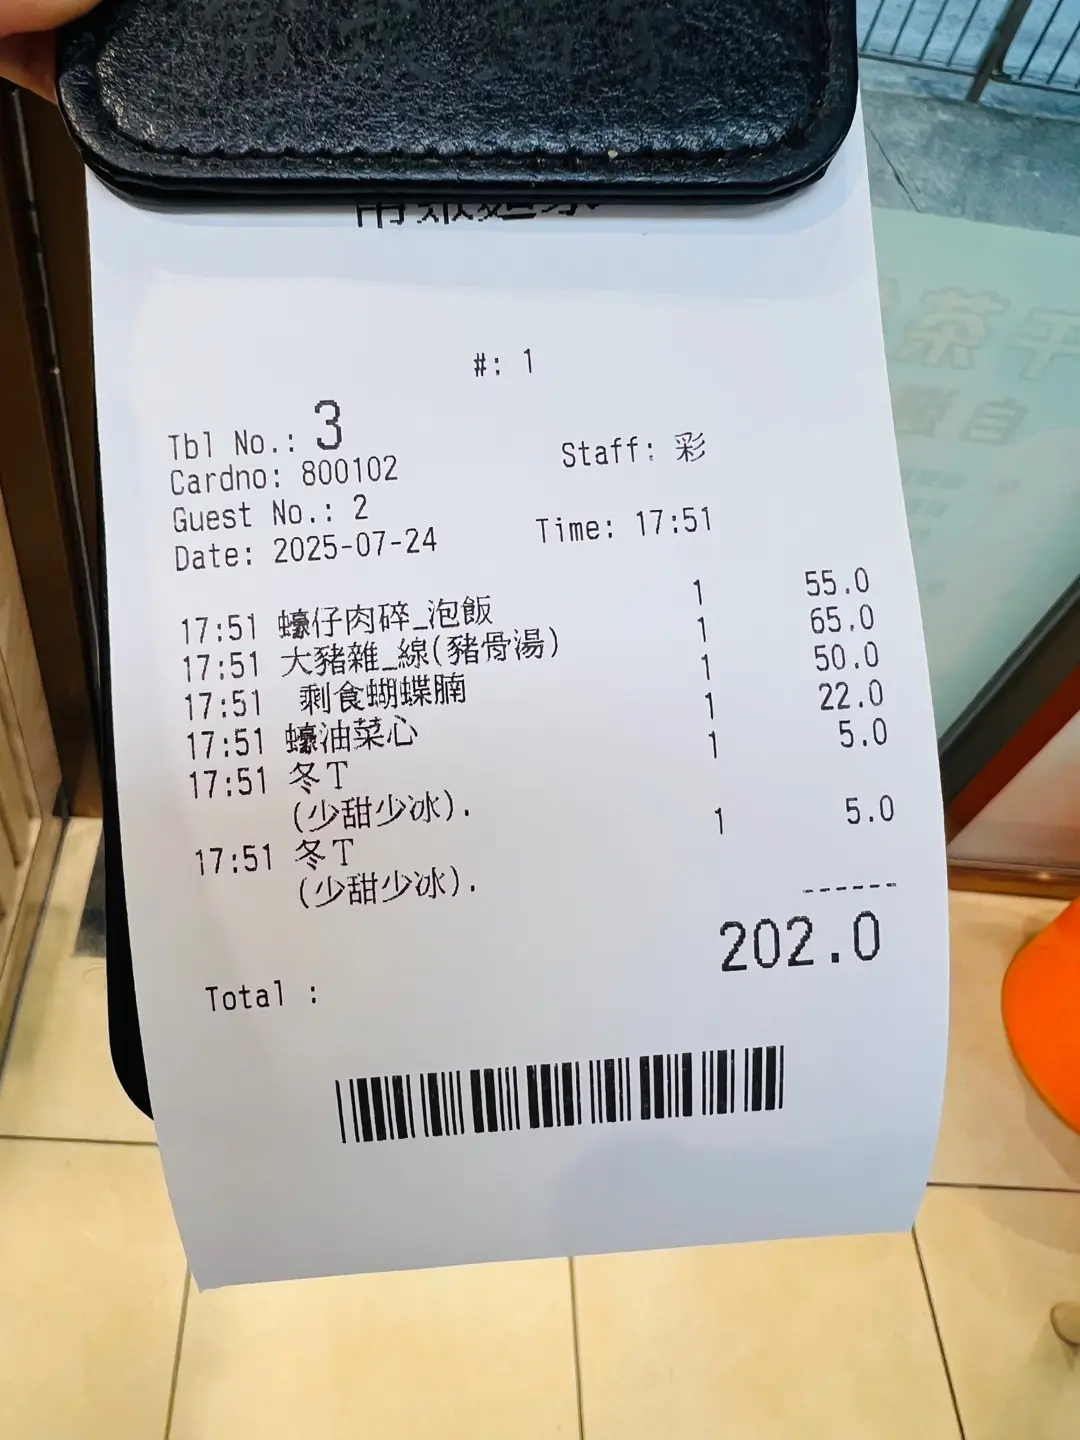 #: 1
Tbl No.: 3
Cardno: 800102 Staff: 彩
Guest No.: 2
Date: 2025-07-24 Time: 17:51
17:51 蠔仔肉碎_泡飯 1 55.0
17:51 大豬雜_線(豬骨湯) 1 65.0
17:51 剩食蝴蝶腩 1 50.0
17:51 蠔油菜心 1 22.0
17:51 冬T 1 5.0
(少甜少冰).
17:51 冬T 1 5.0
(少甜少冰).
------
Total : 202.0
平茶
白